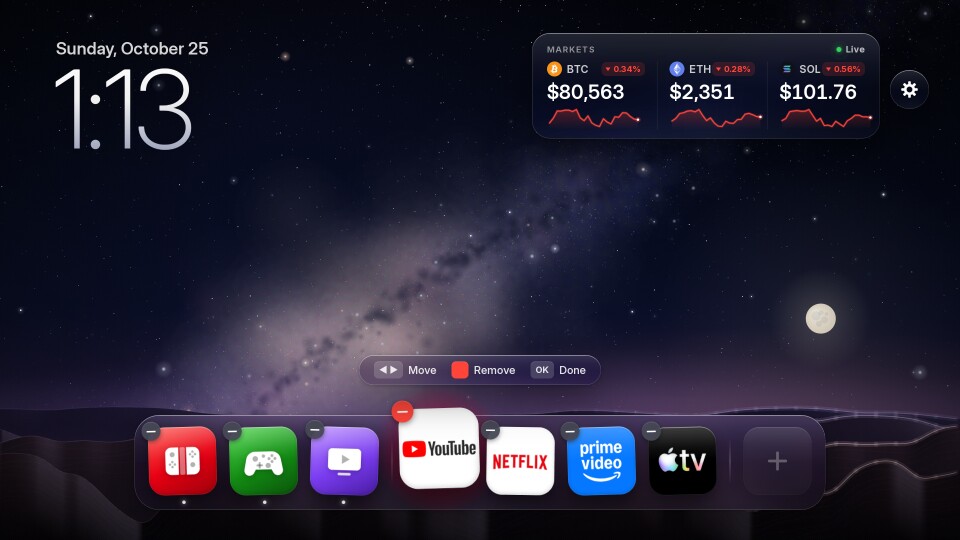 Sunday, October 25
1:13
MARKETS
Live
BTC ▼ 0.34%
$80,563
ETH ▼ 0.28%
$2,351
SOL ▼ 0.56%
$101.76
Move
Remove
OK Done
YouTube
NETFLIX
prime
video
tv